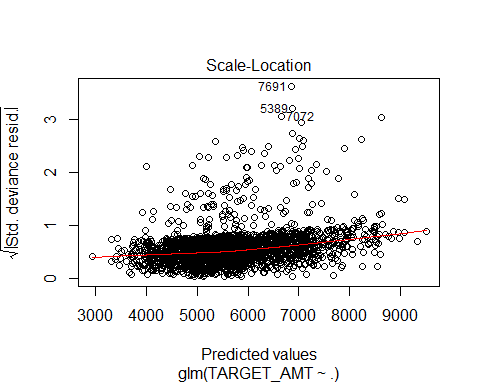 Scale-Location
7691
5389
7072
3
2
1
0
√|Std. deviance resid.|
3000 4000 5000 6000 7000 8000 9000
Predicted values
glm(TARGET_AMT ~ .)